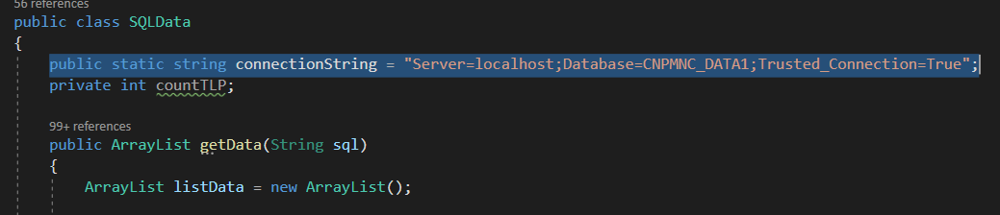 56 references
public class SQLData
{
public static string connectionString = "Server=localhost;Database=CNPMNC_DATA1;Trusted_Connection=True";
private int countTLP;
99+ references
public ArrayList getData(String sql)
{
ArrayList listData = new ArrayList();